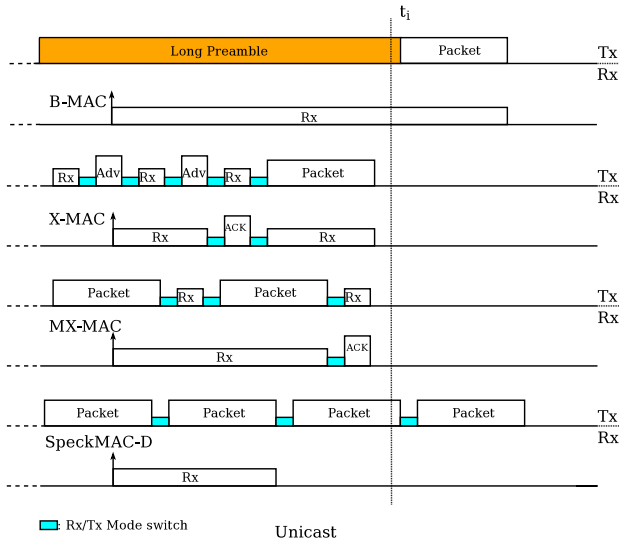 t_i
Long Preamble
Packet
Tx
Rx
B-MAC
Rx
Rx
Adv
Rx
Adv
Rx
Packet
Tx
Rx
X-MAC
Rx
ACK
Rx
Packet
Rx
Packet
Rx
Tx
Rx
MX-MAC
Rx
ACK
Packet
Packet
Packet
Packet
Tx
Rx
SpeckMAC-D
Rx
: Rx/Tx Mode switch
Unicast